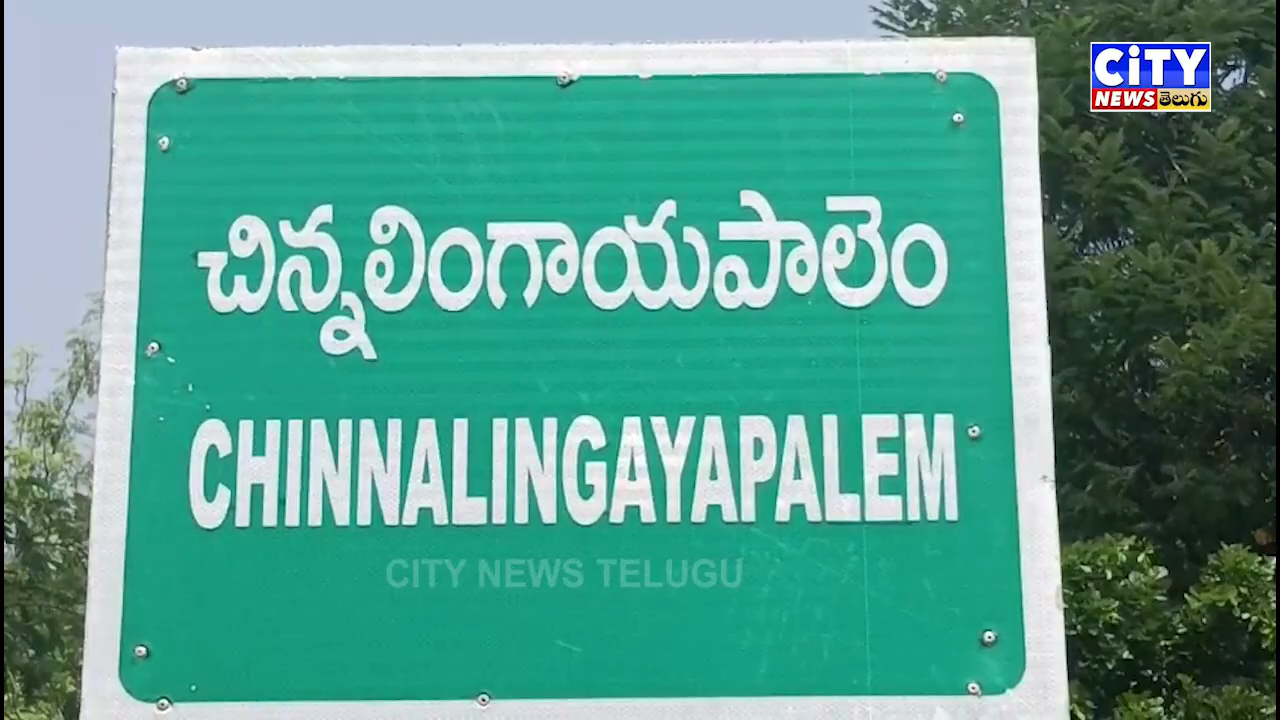 CiTY
NEWS తెలుగు
చిన్నలింగాయపాలెం
CHINNALINGAYAPALEM
CITY NEWS TELUGU